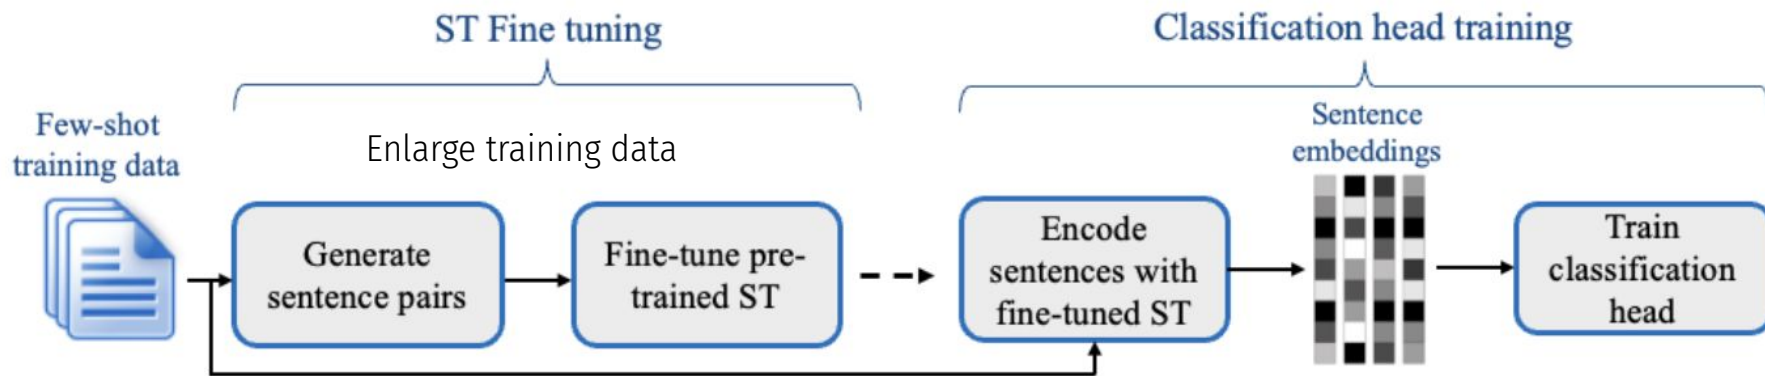 ST Fine tuning
Classification head training
Few-shot
training data
Enlarge training data
Sentence
embeddings
Generate
sentence pairs
Fine-tune pre-
trained ST
Encode
sentences with
fine-tuned ST
Train
classification
head